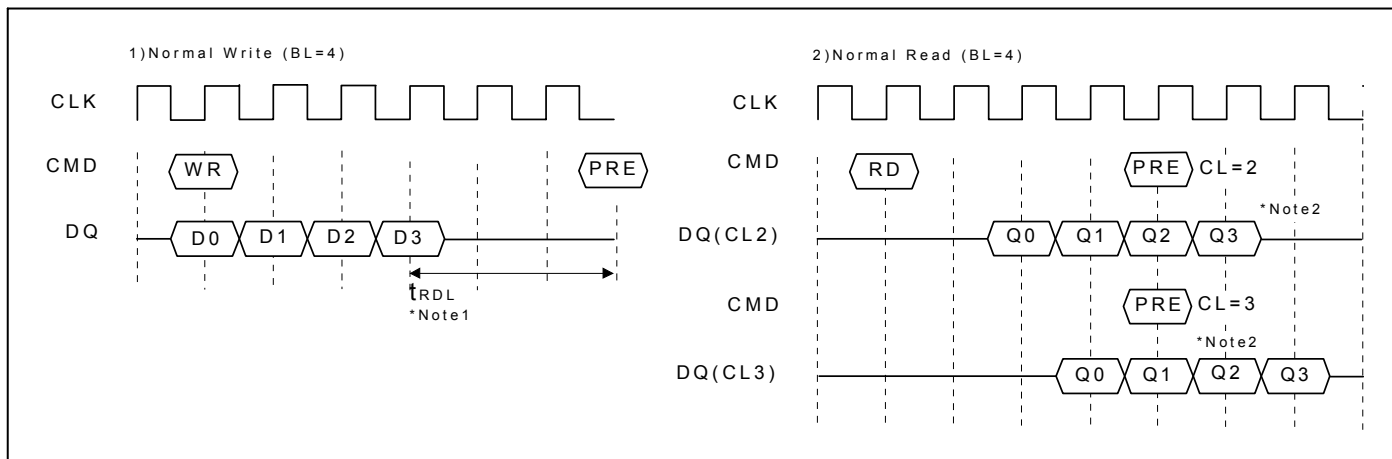 1)Normal Write (BL=4)
CLK
CMD WR PRE
DQ D0 D1 D2 D3
tRDL
*Note1
2)Normal Read (BL=4)
CLK
CMD RD PRE CL=2
*Note2
DQ(CL2) Q0 Q1 Q2 Q3
CMD PRE CL=3
*Note2
DQ(CL3) Q0 Q1 Q2 Q3